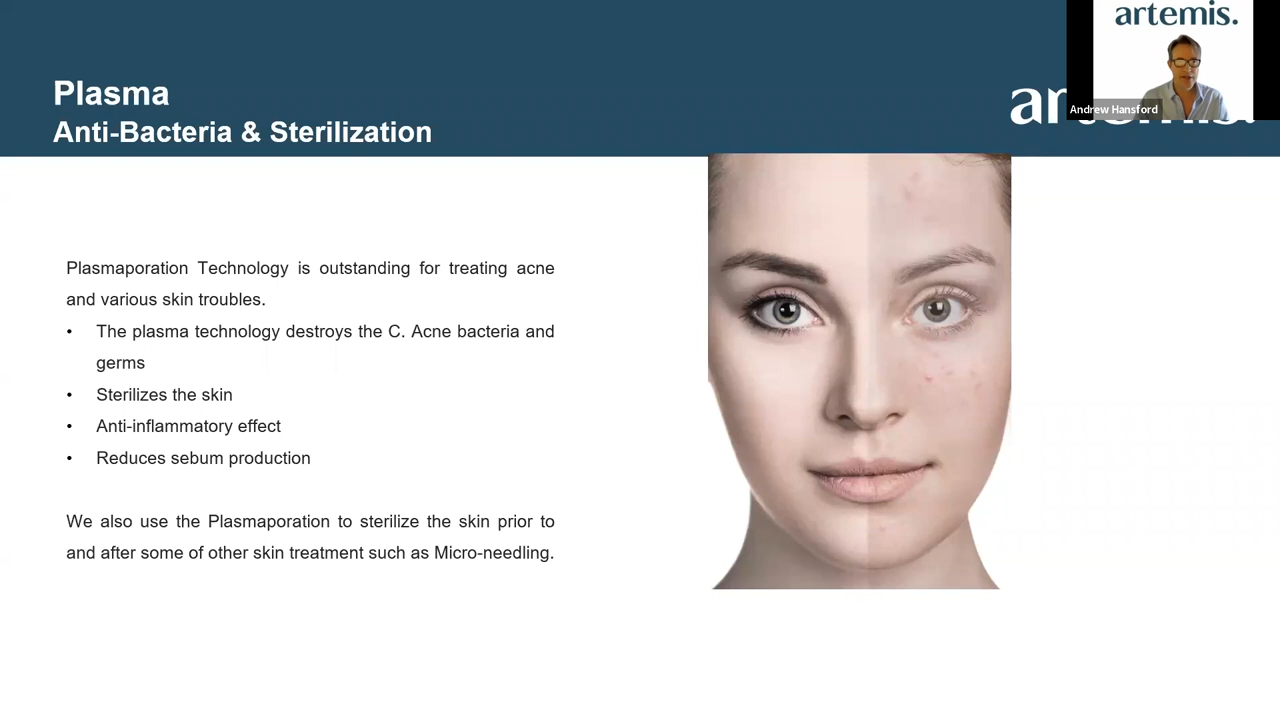 artemis.
Plasma
Anti-Bacteria & Sterilization
Andrew Hansford
Plasmaporation Technology is outstanding for treating acne
and various skin troubles.
• The plasma technology destroys the C. Acne bacteria and
germs
• Sterilizes the skin
• Anti-inflammatory effect
• Reduces sebum production
We also use the Plasmaporation to sterilize the skin prior to
and after some of other skin treatment such as Micro-needling.